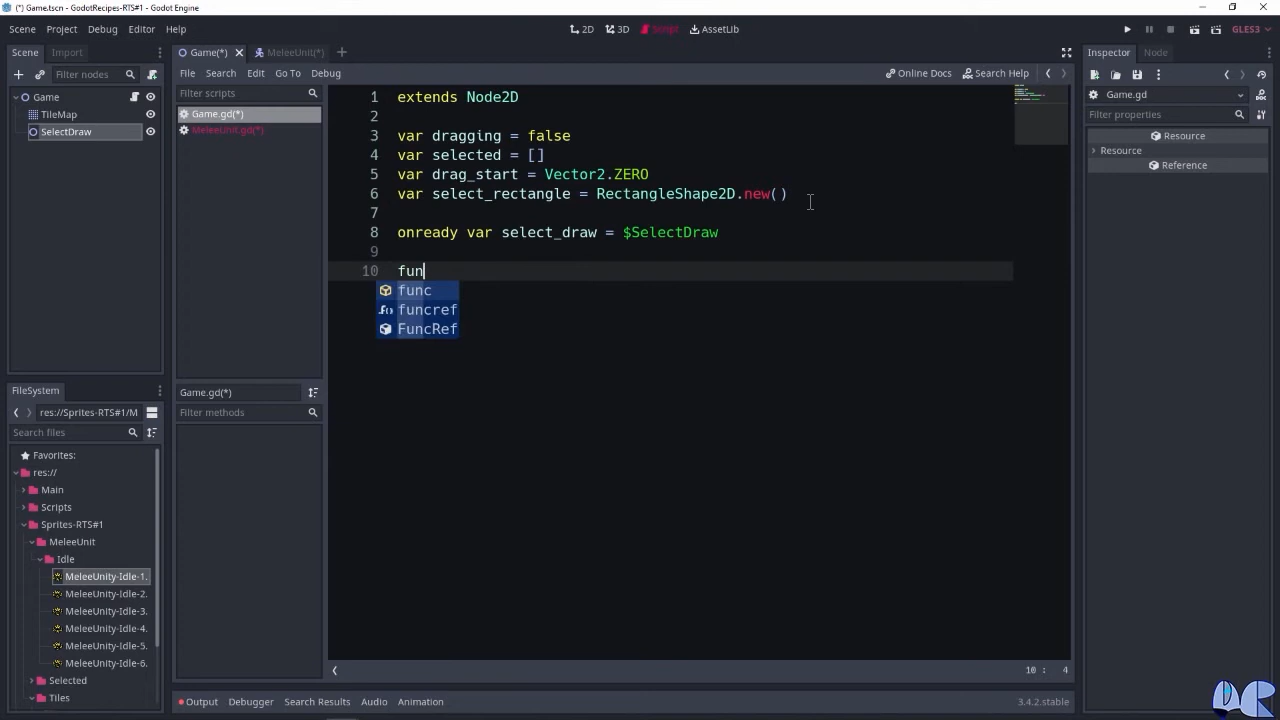 (*) Game.tscn - GodotRecipes-RTS#1 - Godot Engine
Scene Project Debug Editor Help
2D 3D Script AssetLib
GLES3
Scene Import
Game(*) MeleeUnit(*)
Inspector Node
Filter nodes
File Search Edit Go To Debug
Online Docs Search Help
Game
TileMap
SelectDraw
Filter scripts
Game.gd(*)
MeleeUnit.gd(*)
Game.gd(*)
Filter methods
1 extends Node2D
2
3 var dragging = false
4 var selected = []
5 var drag_start = Vector2.ZERO
6 var select_rectangle = RectangleShape2D.new()
7
8 onready var select_draw = $SelectDraw
9
10 fun
func
funcref
FuncRef
Game.gd
Filter properties
Resource
Resource
Reference
FileSystem
res://Sprites-RTS#1/M
Search files
Favorites:
res://
Main
Scripts
Sprites-RTS#1
MeleeUnit
Idle
MeleeUnity-Idle-1.
MeleeUnity-Idle-2.
MeleeUnity-Idle-3.
MeleeUnity-Idle-4.
MeleeUnity-Idle-5.
MeleeUnity-Idle-6.
Selected
Tiles
10 : 4
Output Debugger Search Results Audio Animation
3.4.2.stable